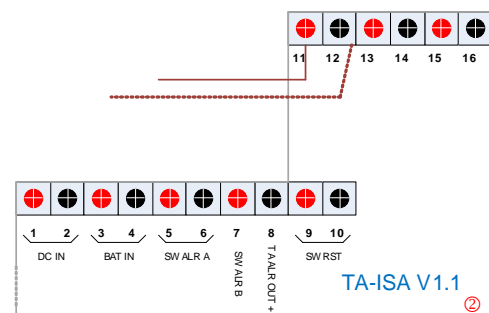 11 12 13 14 15 16
1 2 3 4 5 6 7 8 9 10
DC IN BAT IN SW ALR A SW ALR B TA ALR OUT + SW RST
TA-ISA V1.1
②